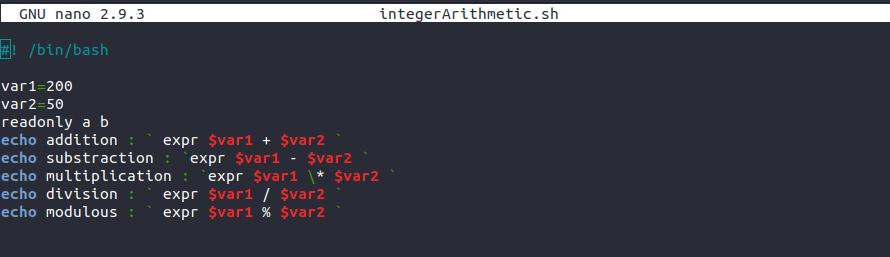 GNU nano 2.9.3 integerArithmetic.sh
#! /bin/bash
var1=200
var2=50
readonly a b
echo addition : ` expr $var1 + $var2 `
echo substraction : `expr $var1 - $var2 `
echo multiplication : `expr $var1 \* $var2 `
echo division : ` expr $var1 / $var2 `
echo modulous : ` expr $var1 % $var2 `